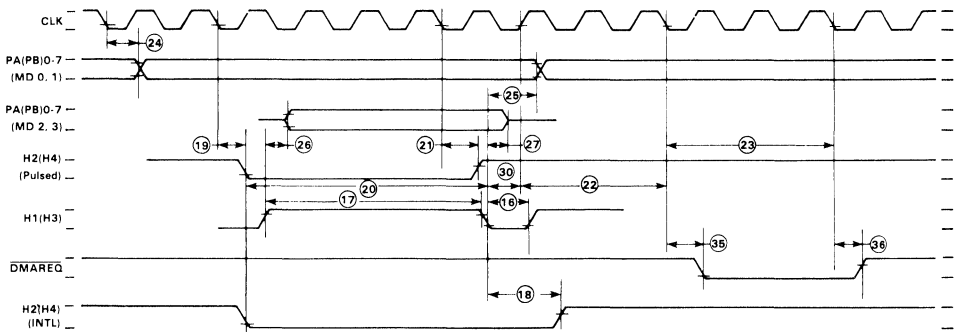 CLK
24
PA(PB)0-7
(MD 0, 1)
25
PA(PB)0-7
(MD 2, 3)
19
26
21
27
23
H2(H4)
(Pulsed)
30
20
22
17
16
H1(H3)
35
36
DMAREQ
18
H2(H4)
(INTL)